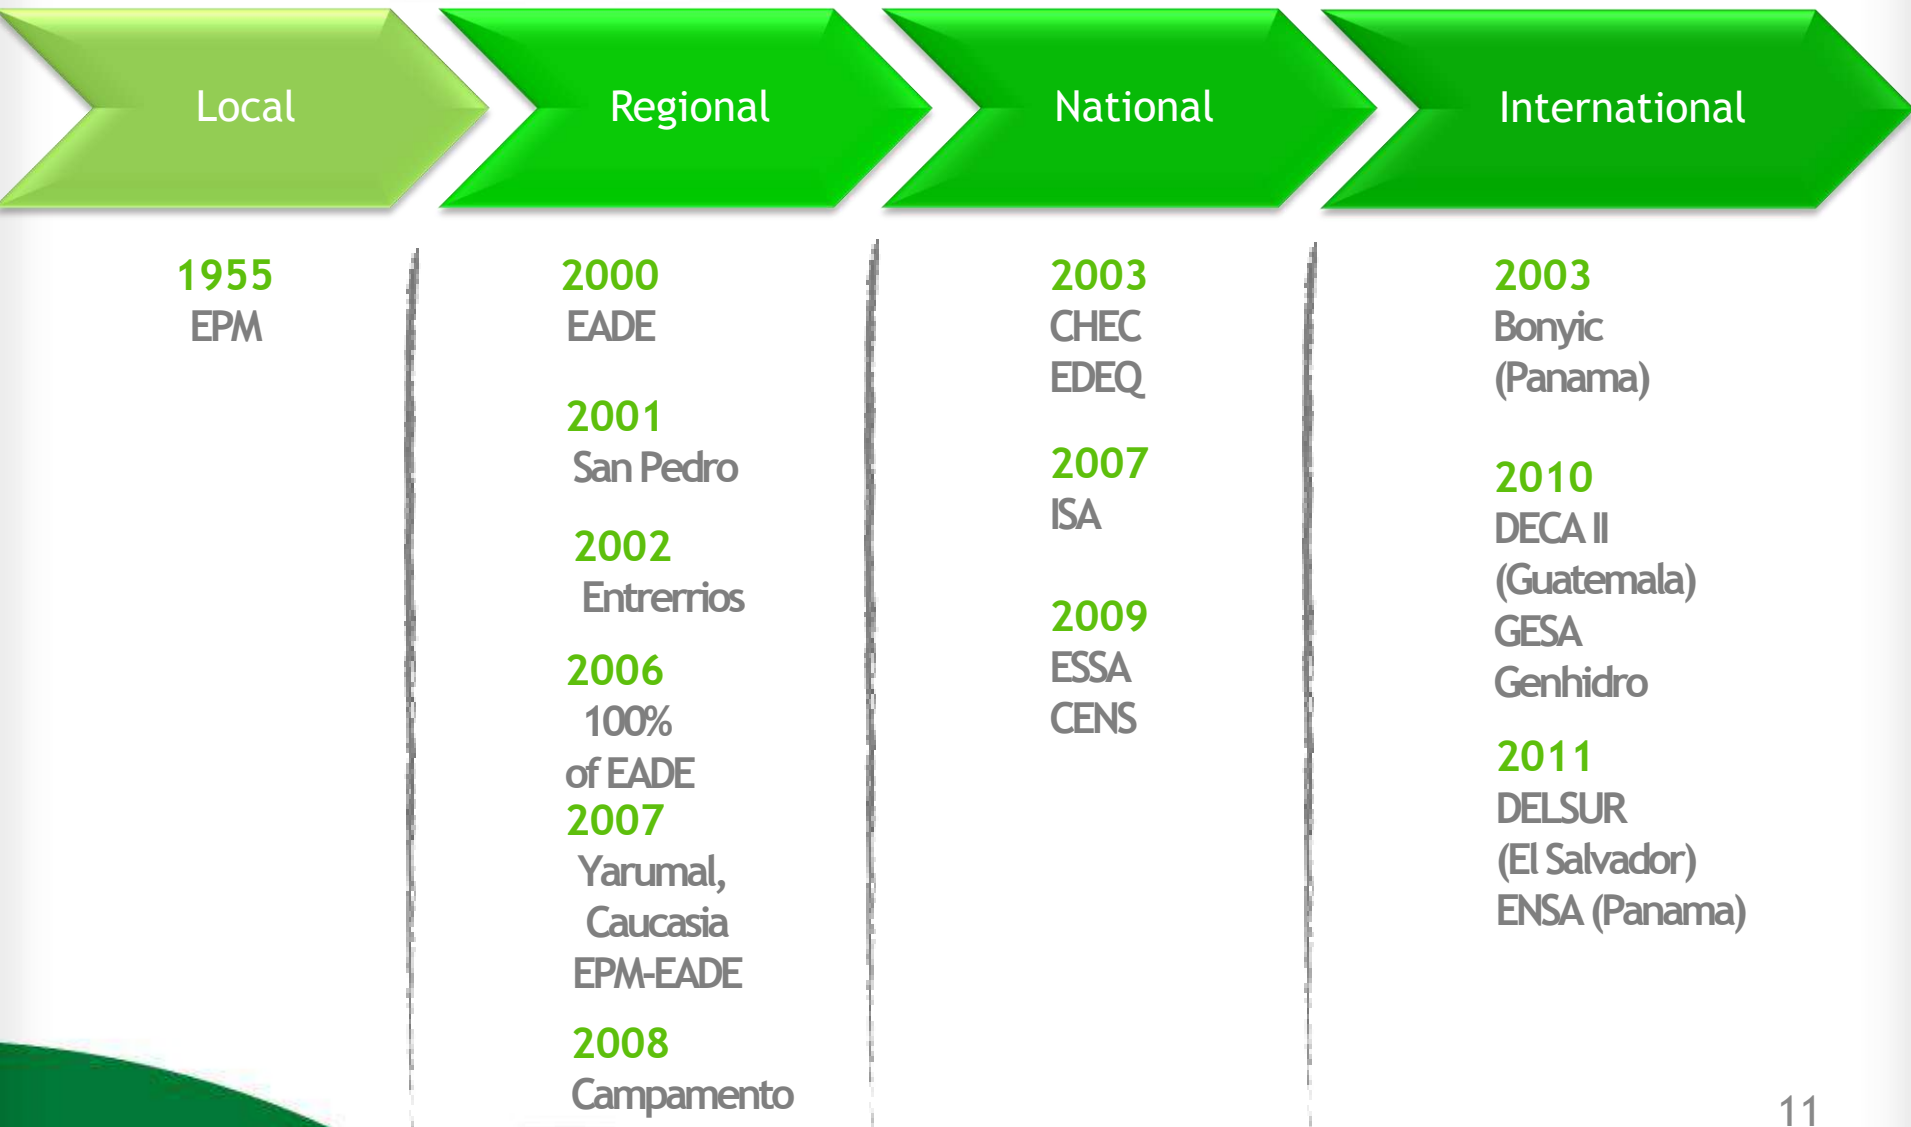 Local
Regional
National
International
1955
EPM
2000
EADE
2001
San Pedro
2002
Entrerrios
2006
100%
of EADE
2007
Yarumal,
Caucasia
EPM-EADE
2008
Campamento
2003
CHEC
EDEQ
2007
ISA
2009
ESSA
CENS
2003
Bonyic
(Panama)
2010
DECA II
(Guatemala)
GESA
Genhidro
2011
DELSUR
(El Salvador)
ENSA (Panama)
11